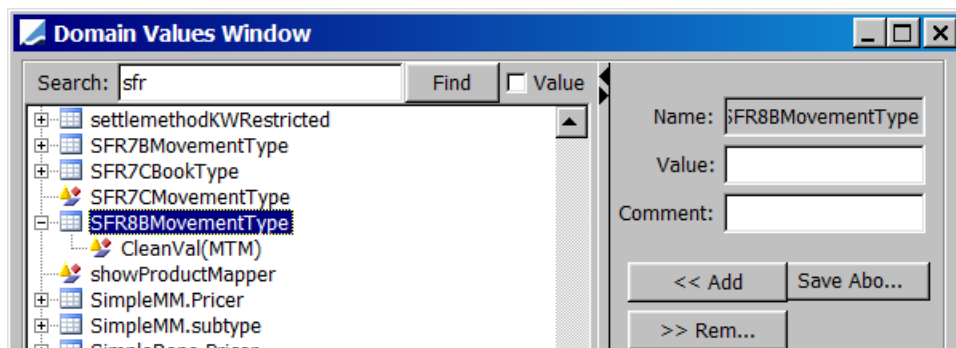 Domain Values Window
Search: sfr Find Value
settlemethodKWRestricted
SFR7BMovementType
SFR7CBookType
SFR7CMovementType
SFR8BMovementType
CleanVal(MTM)
showProductMapper
SimpleMM.Pricer
SimpleMM.subtype
Name: SFR8BMovementType
Value:
Comment:
<< Add Save Abo...
>> Rem...